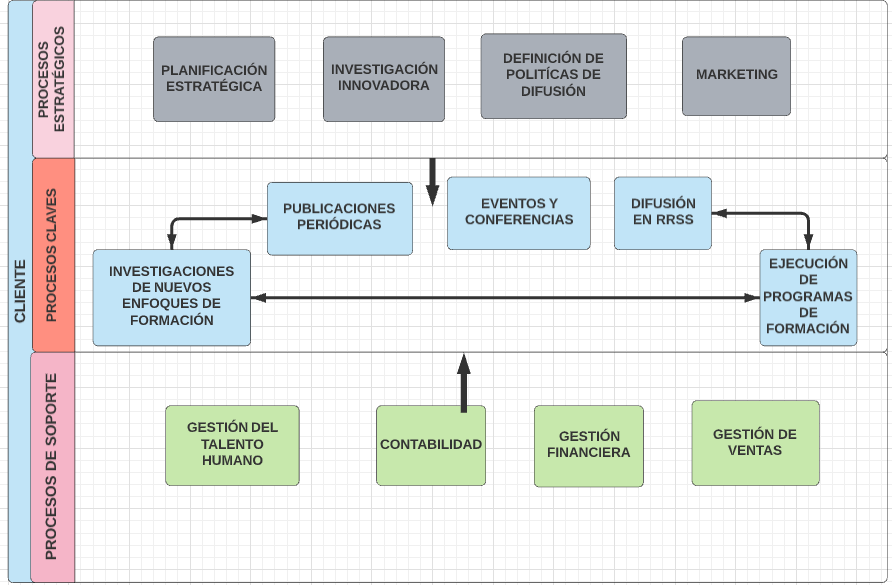 CLIENTE
PROCESOS
ESTRATÉGICOS
PLANIFICACIÓN
ESTRATÉGICA
INVESTIGACIÓN
INNOVADORA
DEFINICIÓN DE
POLITÍCAS DE
DIFUSIÓN
MARKETING
PROCESOS CLAVES
PUBLICACIONES
PERIÓDICAS
EVENTOS Y
CONFERENCIAS
DIFUSIÓN
EN RRSS
INVESTIGACIONES
DE NUEVOS
ENFOQUES DE
FORMACIÓN
EJECUCIÓN
DE
PROGRAMAS
DE
FORMACIÓN
PROCESOS DE SOPORTE
GESTIÓN DEL
TALENTO
HUMANO
CONTABILIDAD
GESTIÓN
FINANCIERA
GESTIÓN DE
VENTAS